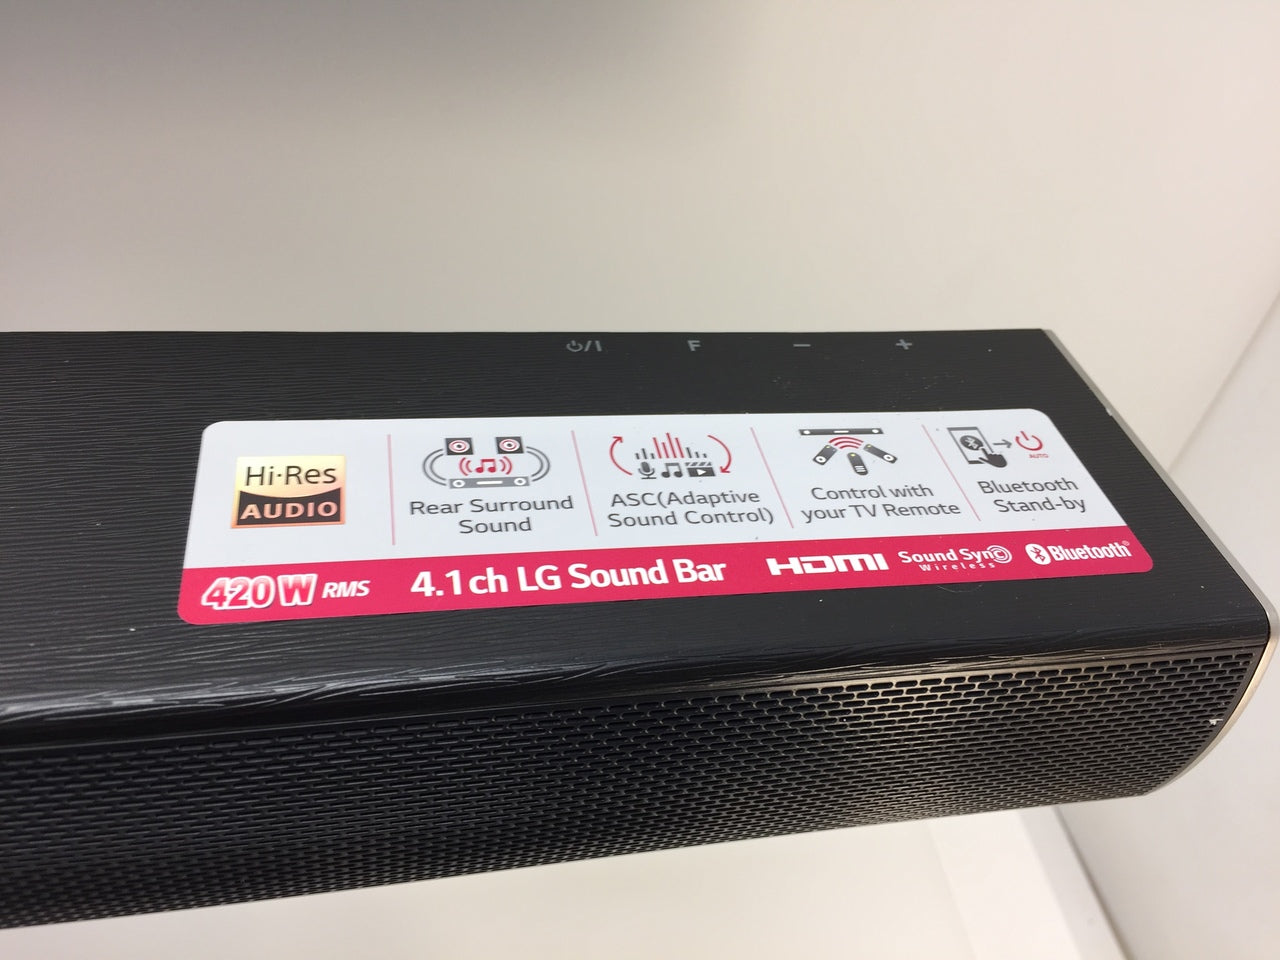 ⏻/I F − +
Hi·Res
AUDIO
Rear Surround
Sound
ASC(Adaptive
Sound Control)
Control with
your TV Remote
AUTO
Bluetooth
Stand-by
420W RMS
4.1ch LG Sound Bar
HDMI
Sound Sync
Wireless
Bluetooth®